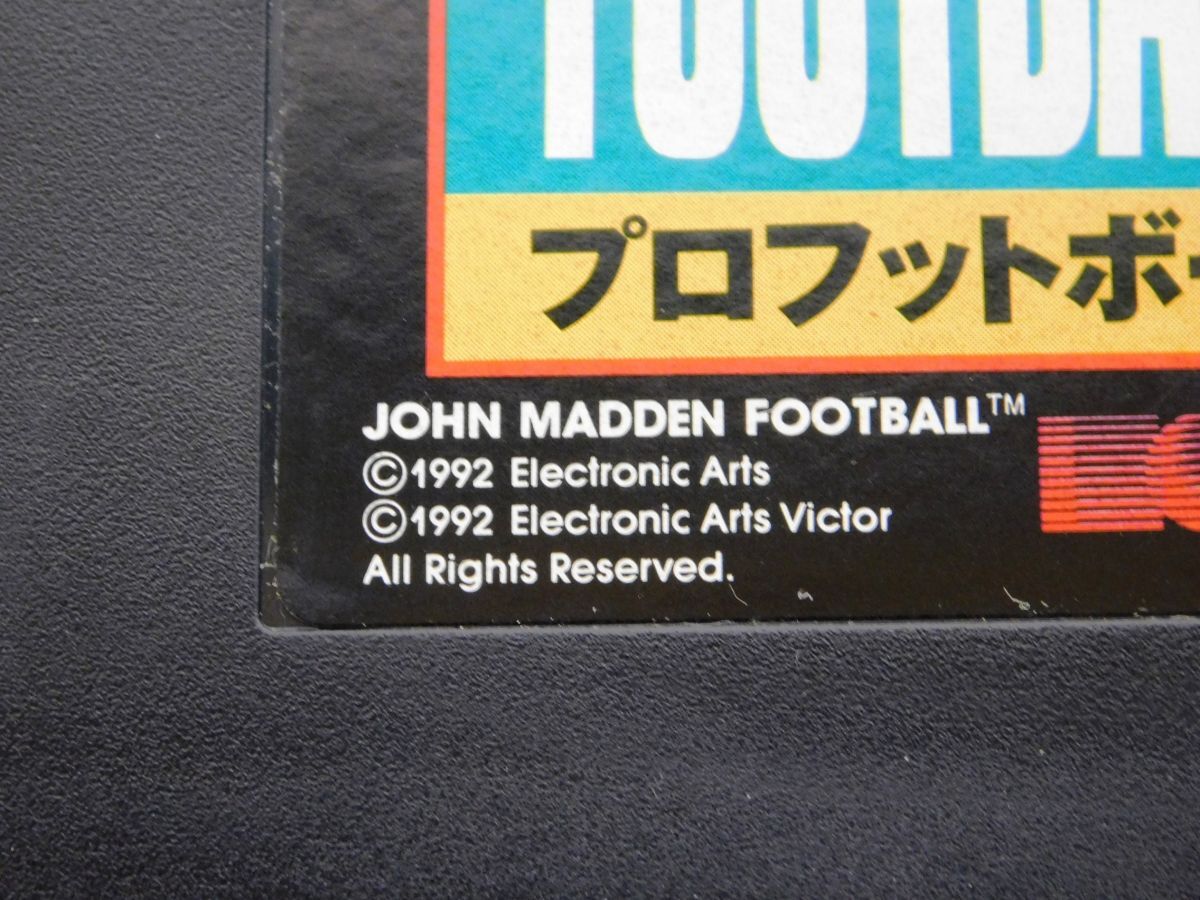 プロフットボー
JOHN MADDEN FOOTBALL™
©1992 Electronic Arts
©1992 Electronic Arts Victor
All Rights Reserved.